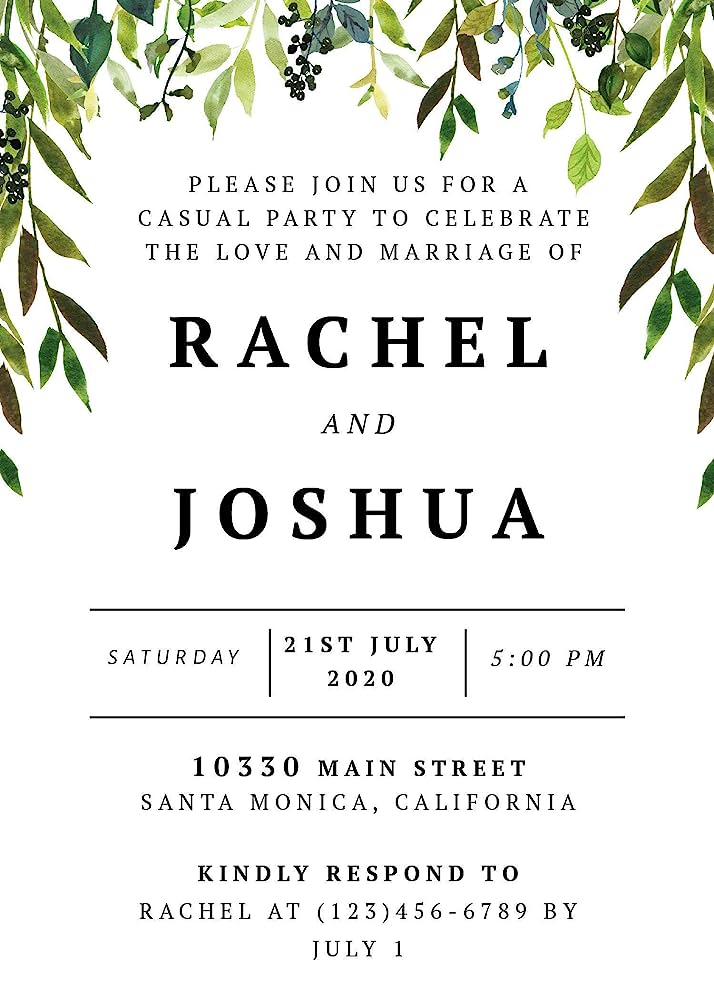 PLEASE JOIN US FOR A
CASUAL PARTY TO CELEBRATE
THE LOVE AND MARRIAGE OF
RACHEL
AND
JOSHUA
SATURDAY
21ST JULY
2020
5:00 PM
10330 MAIN STREET
SANTA MONICA, CALIFORNIA
KINDLY RESPOND TO
RACHEL AT (123)456-6789 BY
JULY 1